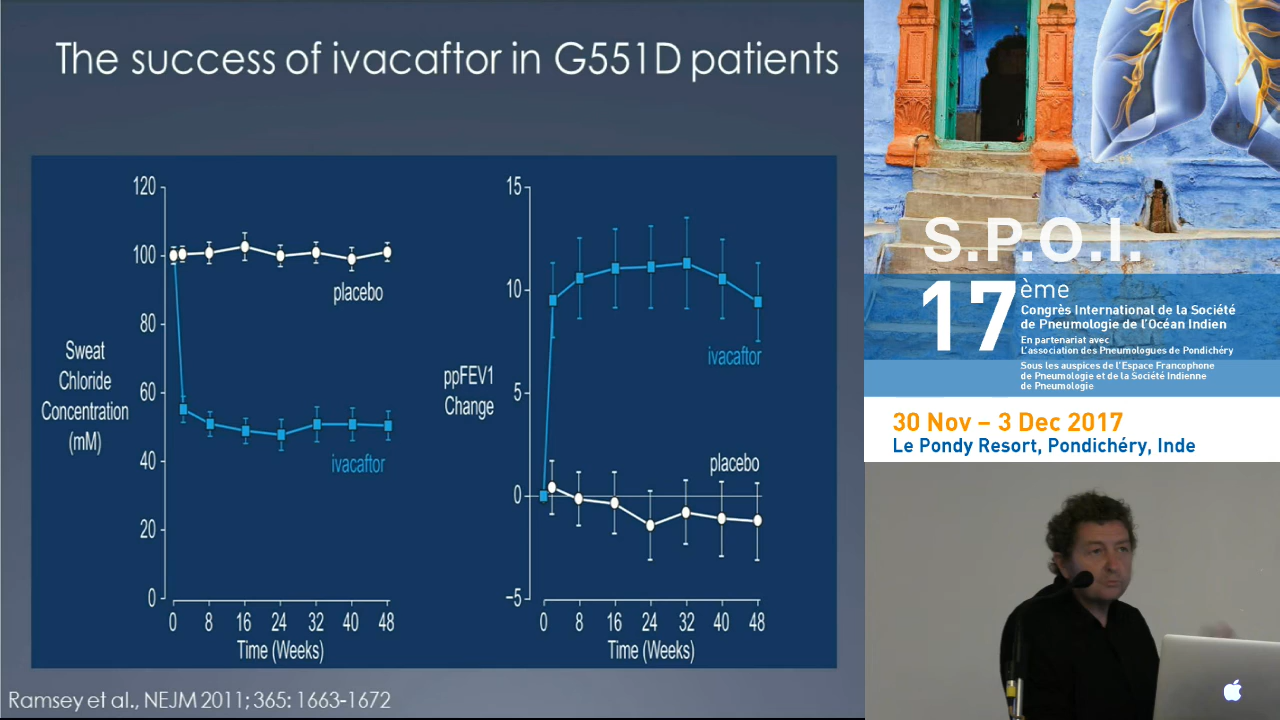 The success of ivacaftor in G551D patients
120
100
80
60
40
20
0
Sweat
Chloride
Concentration
(mM)
placebo
ivacaftor
0 8 16 24 32 40 48
Time (Weeks)
15
10
5
0
−5
ppFEV1
Change
ivacaftor
placebo
0 8 16 24 32 40 48
Time (Weeks)
Ramsey et al., NEJM 2011; 365: 1663-1672
S.P.O.I.
17ème
Congrès International de la Société
de Pneumologie de l'Océan Indien
En partenariat avec
L'association des Pneumologues de Pondichéry
Sous les auspices de l'Espace Francophone
de Pneumologie et de la Société Indienne
de Pneumologie
30 Nov – 3 Dec 2017
Le Pondy Resort, Pondichéry, Inde